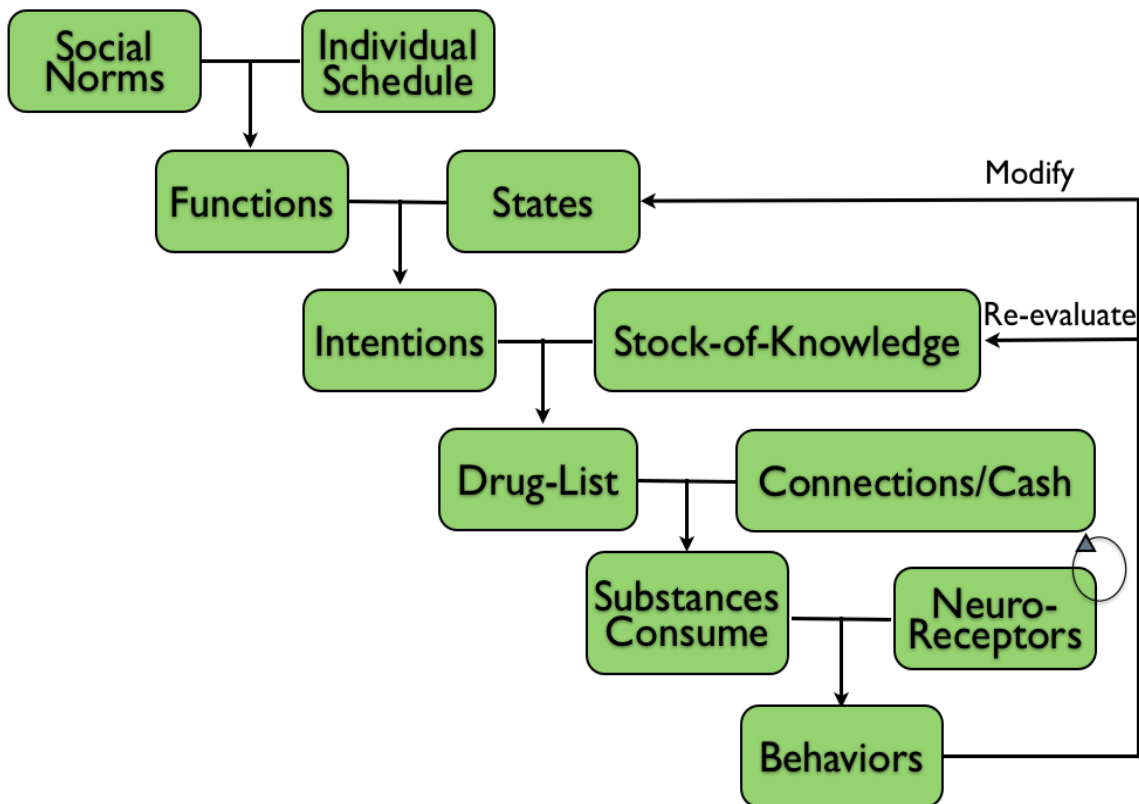 Social
Norms
Individual
Schedule
Functions
States
Modify
Intentions
Stock-of-Knowledge
Re-evaluate
Drug-List
Connections/Cash
Substances
Consume
Neuro-
Receptors
Behaviors